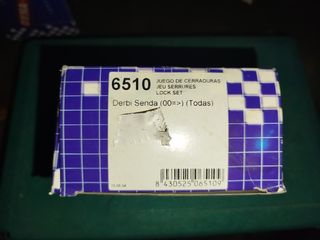 6510
JUEGO DE CERRADURAS
JEU SERRURES
LOCK SET
Derbi Senda (00=>) (Todas)
8 430525 065109